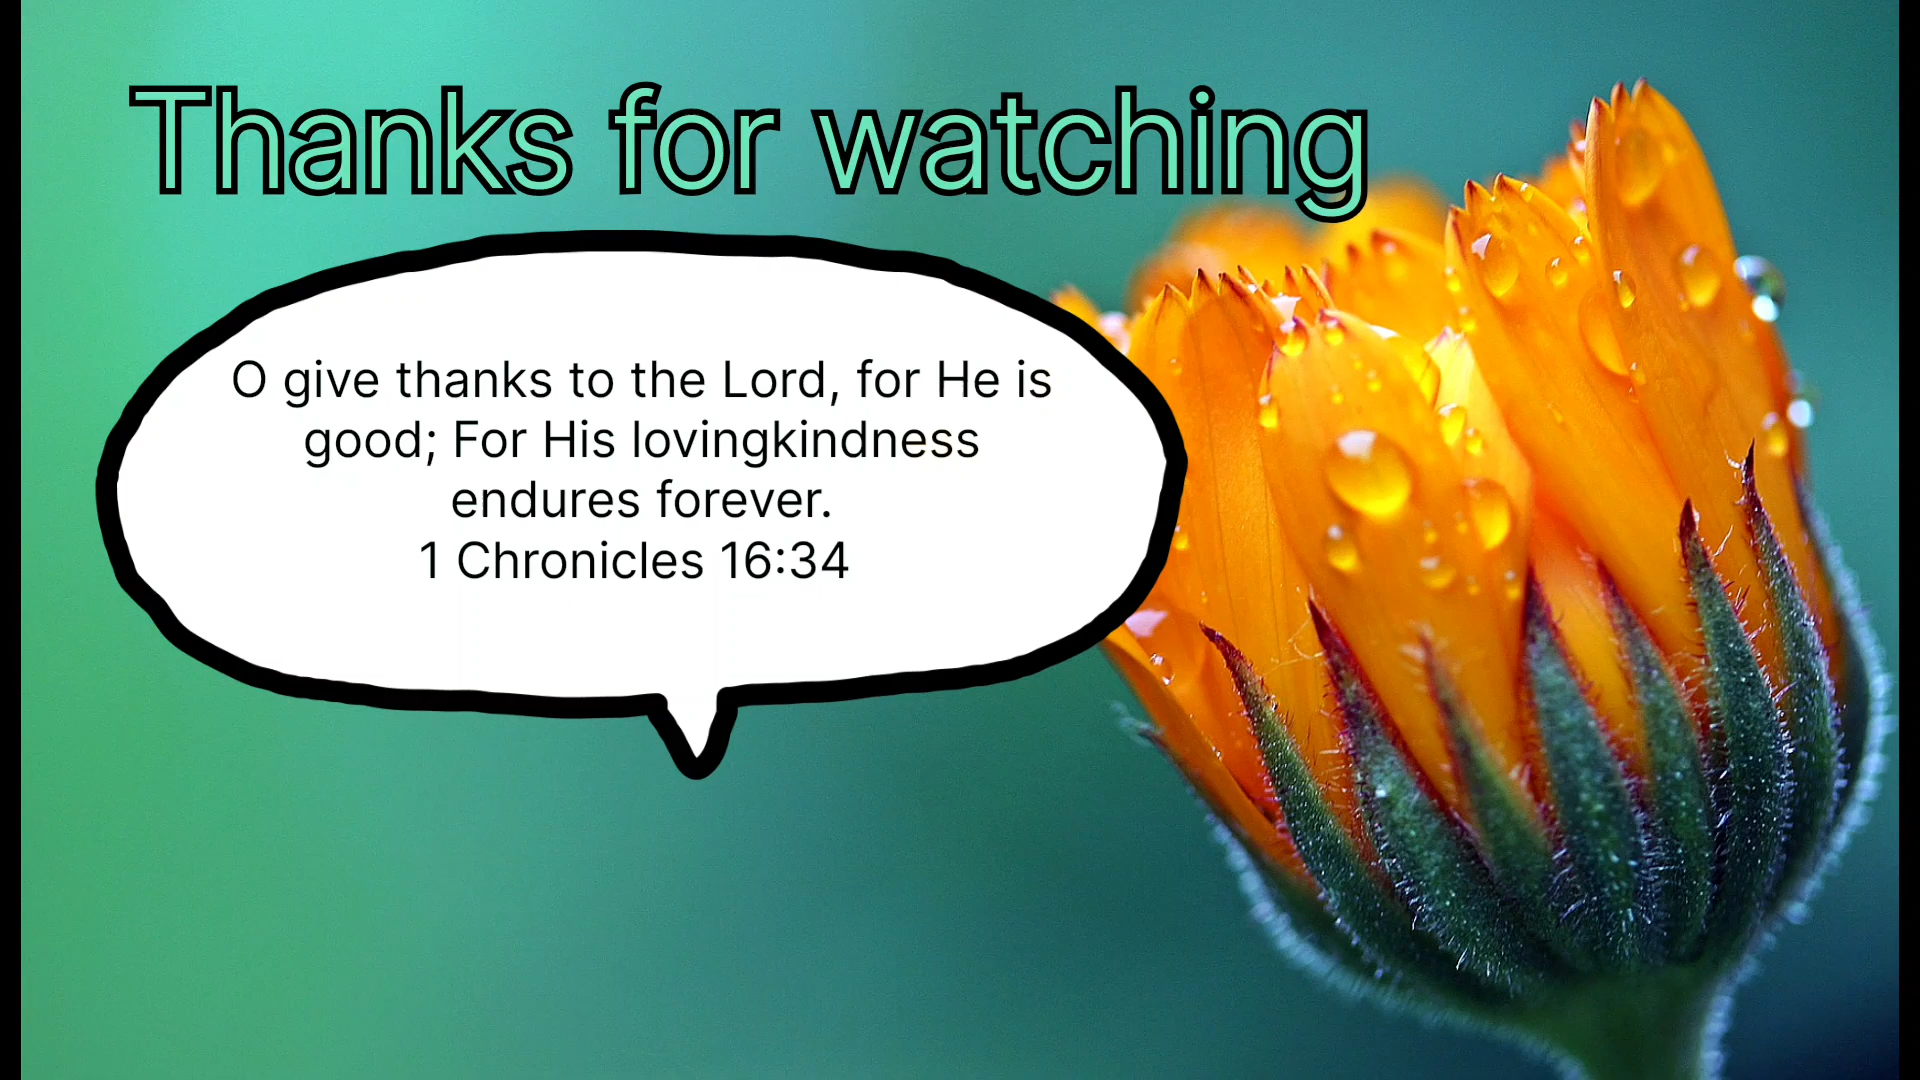 Thanks for watching
O give thanks to the Lord, for He is
good; For His lovingkindness
endures forever.
1 Chronicles 16:34